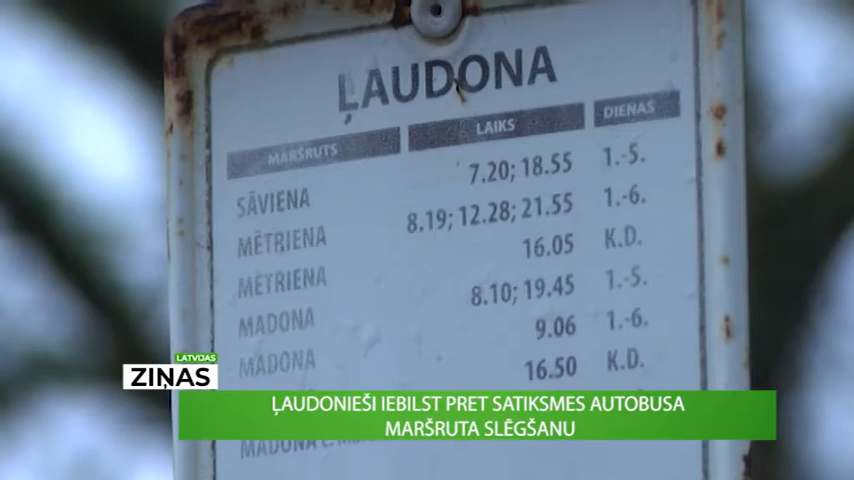 ĻAUDONA
MARŠRUTS LAIKS DIENAS
SĀVIENA 7.20; 18.55 1.-5.
MĒTRIENA 8.19; 12.28; 21.55 1.-6.
MĒTRIENA 16.05 K.D.
MADONA 8.10; 19.45 1.-5.
MADONA 9.06 1.-6.
16.50 K.D.
LATVIJAS
ZIŅAS
ĻAUDONIEŠI IEBILST PRET SATIKSMES AUTOBUSA
MARŠRUTA SLĒGŠANU
MADONA